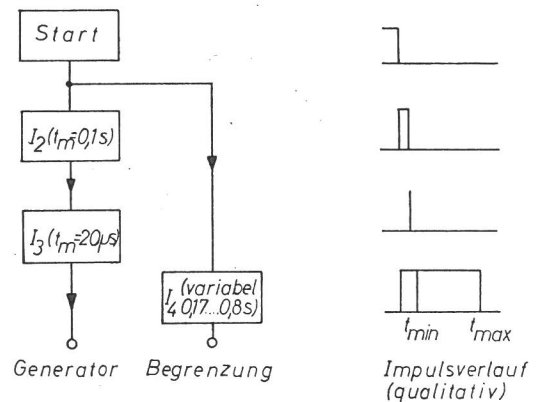 Start
I2 (tm=0,1s)
I3 (tm=20µs)
I4 (variabel
0,17...0,8s)
Generator
Begrenzung
tmin
tmax
Impulsverlauf
(qualitativ)